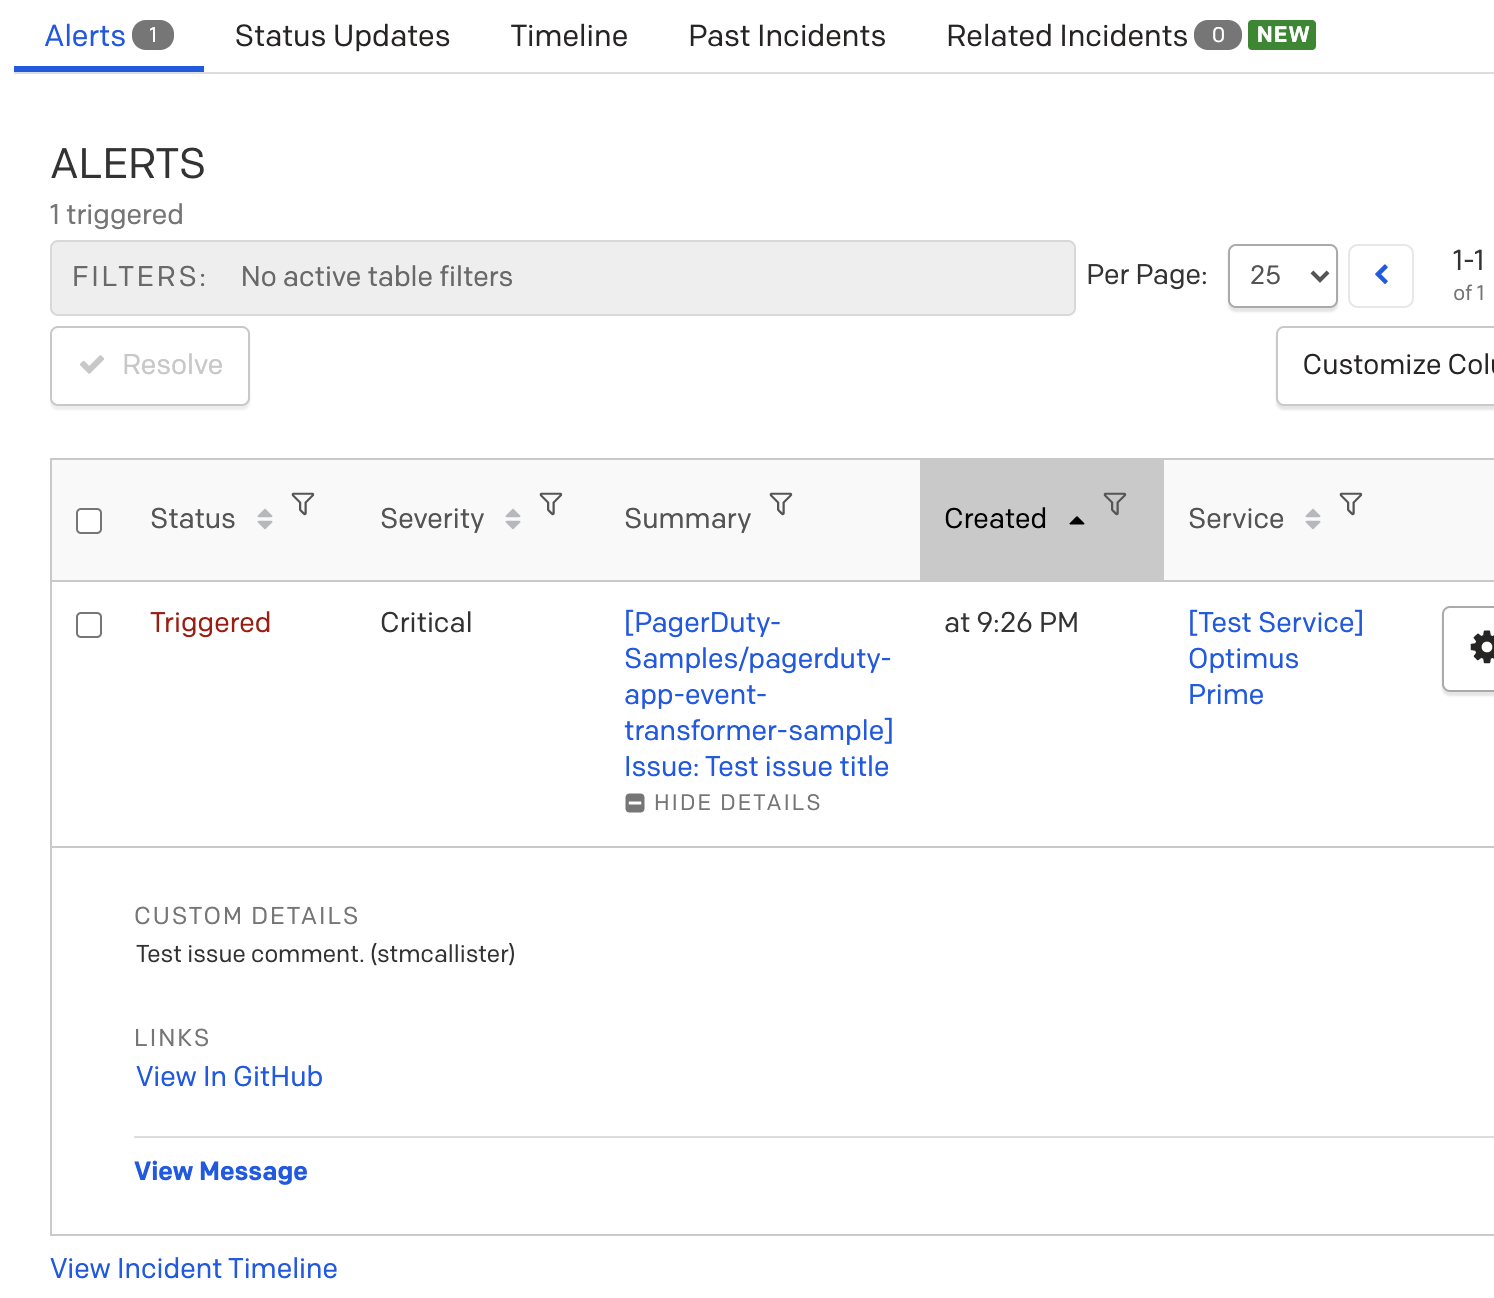 Alerts 1 Status Updates Timeline Past Incidents Related Incidents 0 NEW
ALERTS
1 triggered
FILTERS: No active table filters Per Page: 25 1-1
of 1
Resolve Customize
Status Severity Summary Created Service
Triggered Critical [PagerDuty- at 9:26 PM [Test Service]
Samples/pagerduty- Optimus
app-event- Prime
transformer-sample]
Issue: Test issue title
HIDE DETAILS
CUSTOM DETAILS
Test issue comment. (stmcallister)
LINKS
View In GitHub
View Message
View Incident Timeline